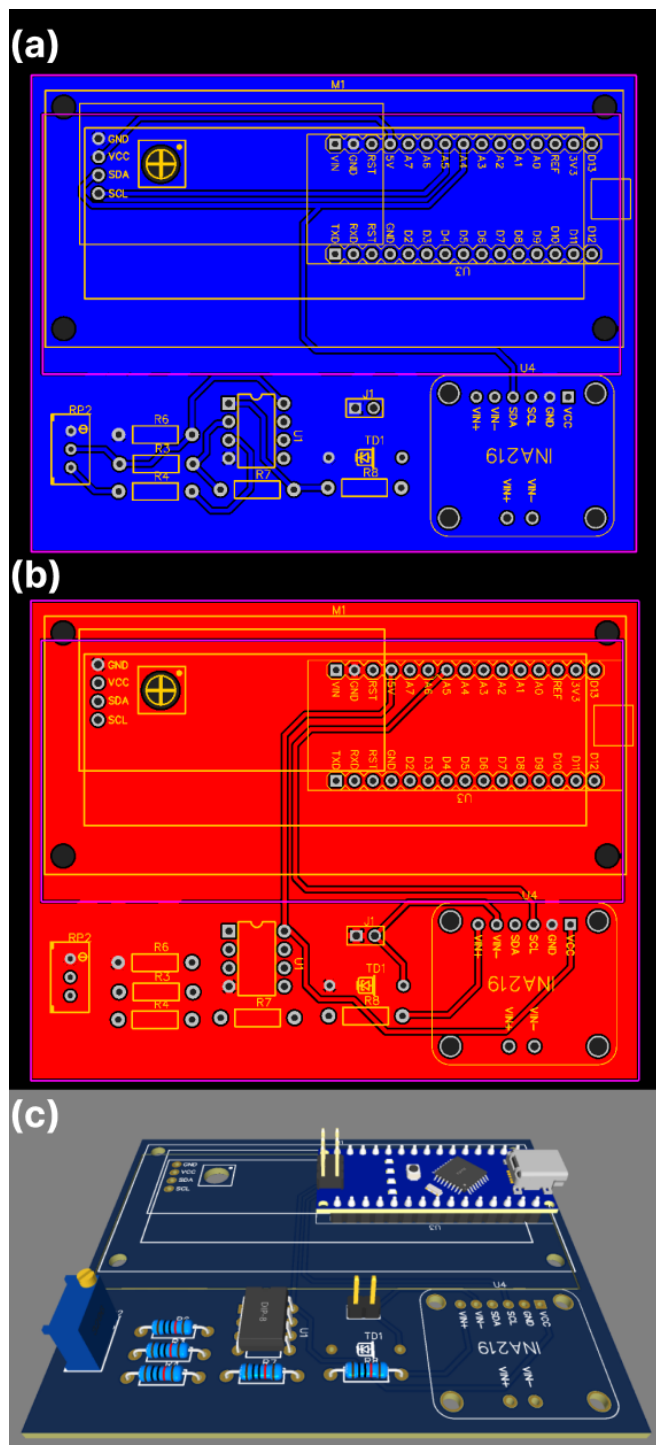 (a)
M1
GND
VCC
SDA
SCL
VIN GND RST 5V A7 A6 A5 A4 A3 A2 A1 A0 REF 3V3 D13
TXD RXD RST GND D2 D3 D4 D5 D6 D7 D8 D9 D10 D11 D12
U3
U4
RP2
R6
R3
R4
R7
U1
J1
TD1
R8
VIN+ VIN- SDA SCL GND VCC
INA219
VIN+ VIN-
(b)
M1
GND
VCC
SDA
SCL
VIN GND RST 5V A7 A6 A5 A4 A3 A2 A1 A0 REF 3V3 D13
TXD RXD RST GND D2 D3 D4 D5 D6 D7 D8 D9 D10 D11 D12
U3
U4
RP2
R6
R3
R4
R7
U1
J1
TD1
R8
VIN+ VIN- SDA SCL GND VCC
INA219
VIN+ VIN-
(c)
GND
VCC
SDA
SCL
U3
U4
DIP-8
U1
TD1
VIN+ VIN- SDA SCL GND VCC
INA219
VIN+ VIN-